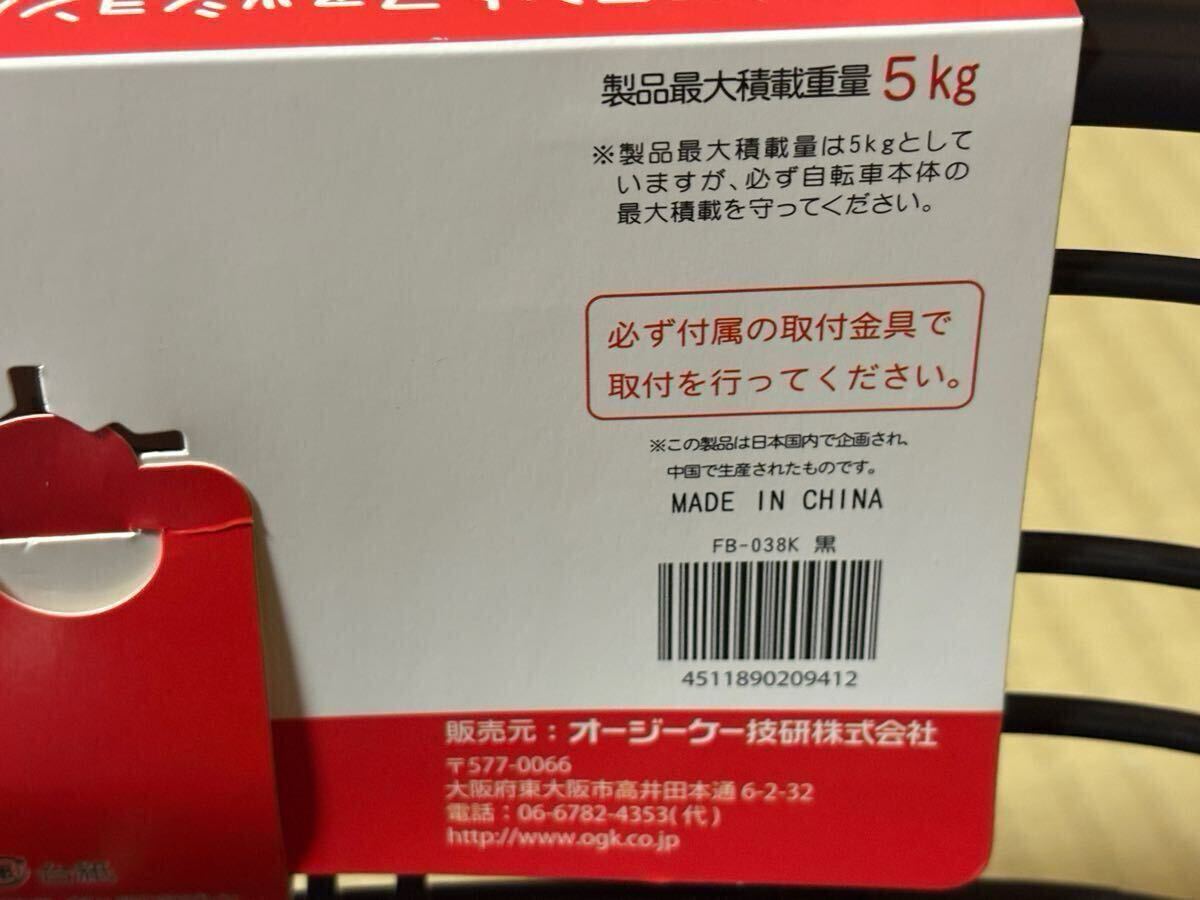 製品最大積載重量 5kg
※製品最大積載量は5kgとして
いますが、必ず自転車本体の
最大積載を守ってください。
必ず付属の取付金具で
取付を行ってください。
※この製品は日本国内で企画され、
中国で生産されたものです。
MADE IN CHINA
FB-038K 黒
4511890209412
販売元：オージーケー技研株式会社
〒577-0066
大阪府東大阪市高井田本通6-2-32
電話：06-6782-4353(代)
http://www.ogk.co.jp
台紙